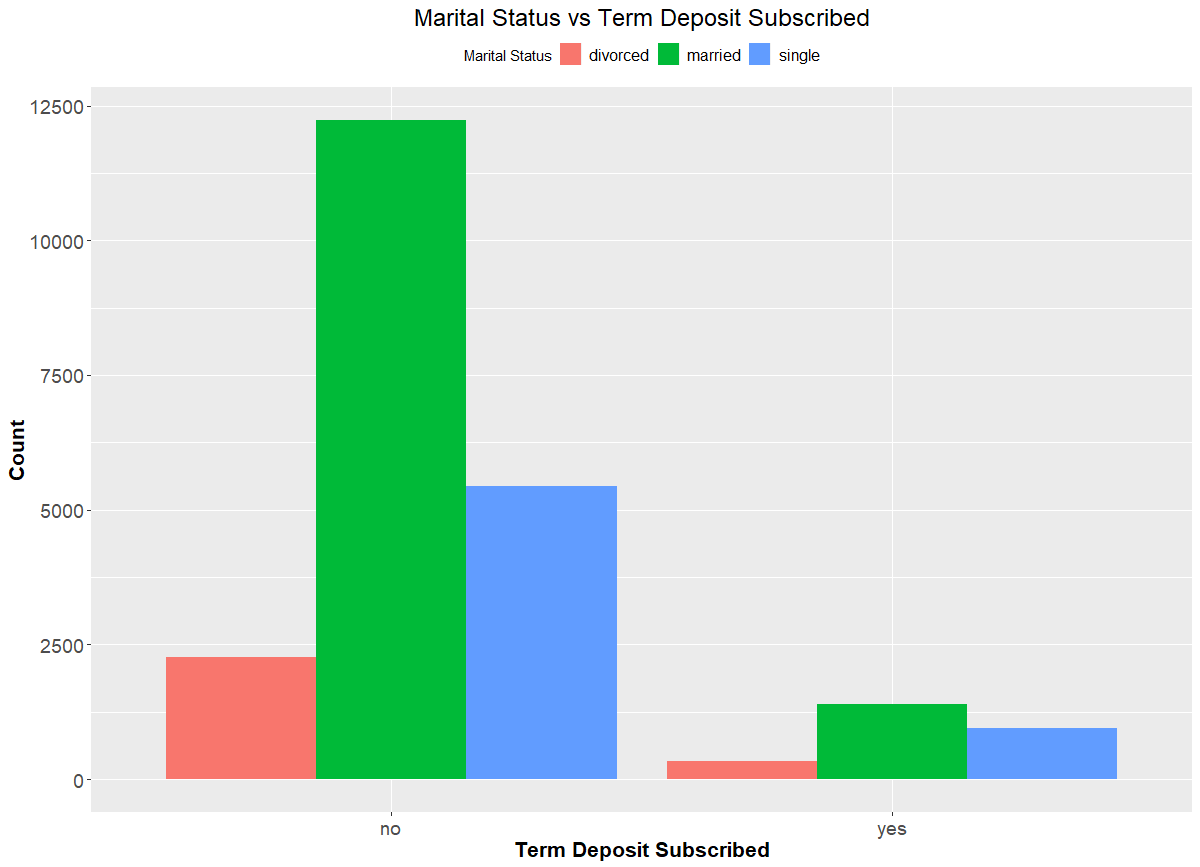 Marital Status vs Term Deposit Subscribed
Marital Status divorced married single
12500
10000
7500
5000
2500
0
Count
no yes
Term Deposit Subscribed